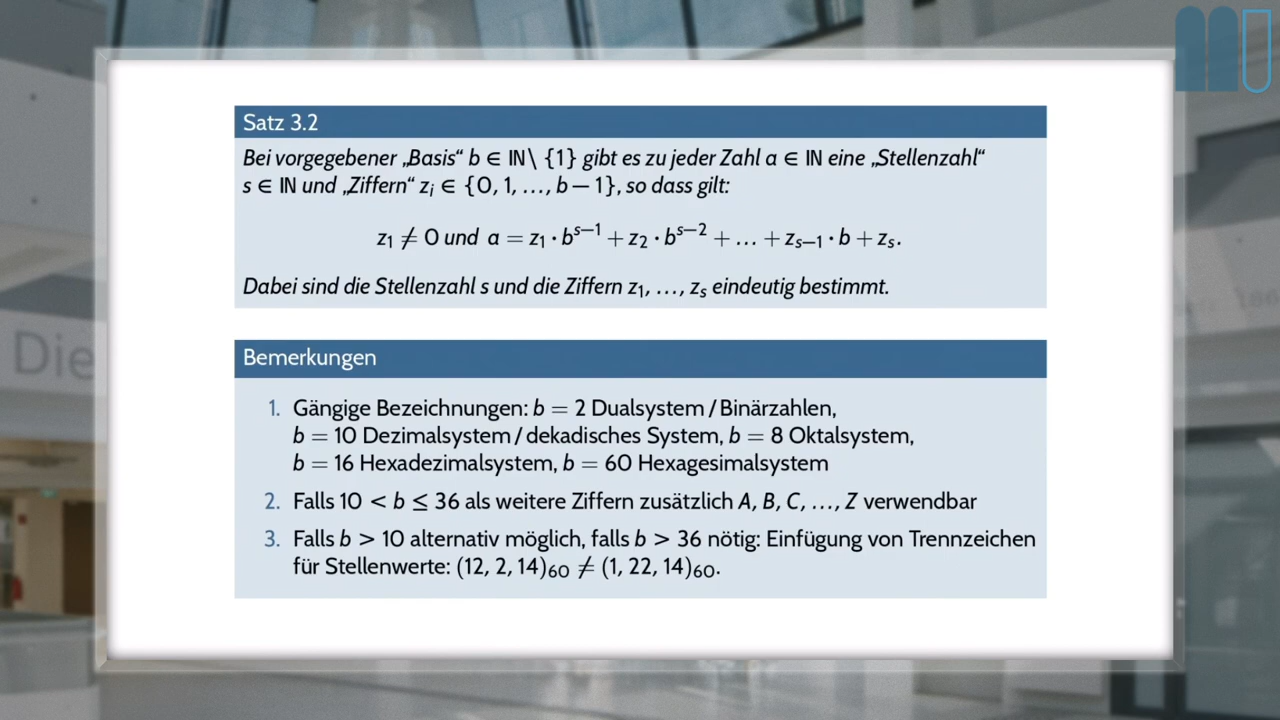 Satz 3.2
Bei vorgegebener „Basis“ b ∈ ℕ\ {1} gibt es zu jeder Zahl a ∈ ℕ eine „Stellenzahl“
s ∈ ℕ und „Ziffern“ zᵢ ∈ {0, 1, …, b − 1}, so dass gilt:
z₁ ≠ 0 und a = z₁ · bˢ⁻¹ + z₂ · bˢ⁻² + … + zₛ₋₁ · b + zₛ.
Dabei sind die Stellenzahl s und die Ziffern z₁, …, zₛ eindeutig bestimmt.
Bemerkungen
1. Gängige Bezeichnungen: b = 2 Dualsystem / Binärzahlen,
b = 10 Dezimalsystem / dekadisches System, b = 8 Oktalsystem,
b = 16 Hexadezimalsystem, b = 60 Hexagesimalsystem
2. Falls 10 < b ≤ 36 als weitere Ziffern zusätzlich A, B, C, …, Z verwendbar
3. Falls b > 10 alternativ möglich, falls b > 36 nötig: Einfügung von Trennzeichen
für Stellenwerte: (12, 2, 14)₆₀ ≠ (1, 22, 14)₆₀.
Die